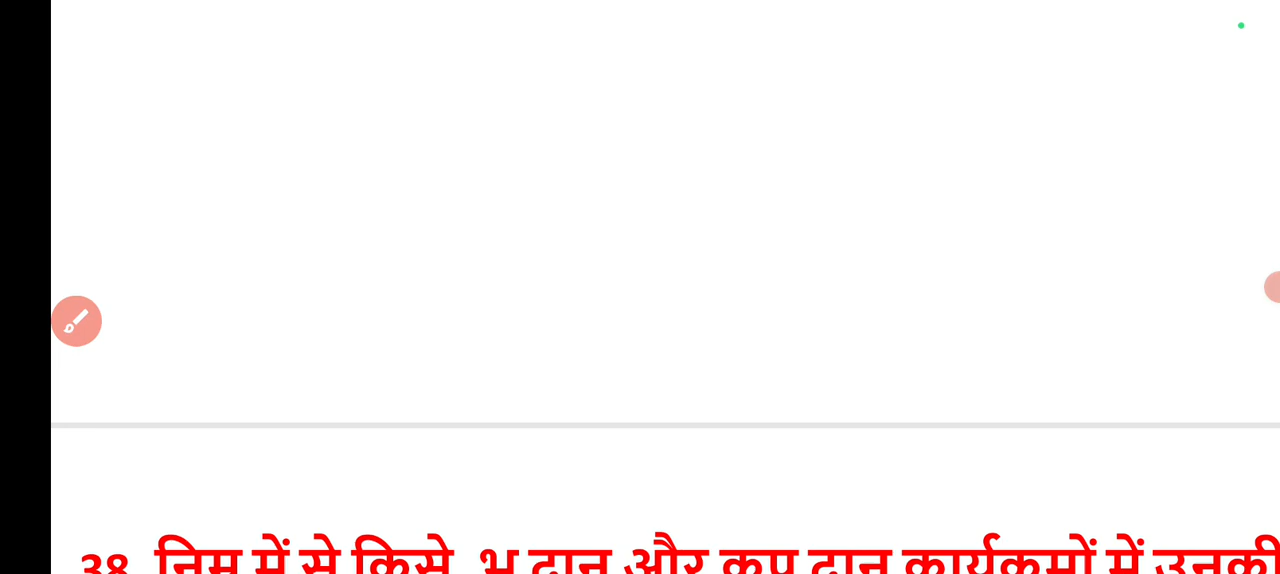 38. निम्न में से किसे भू दान और कूप दान कार्यक्रमों में उनकी